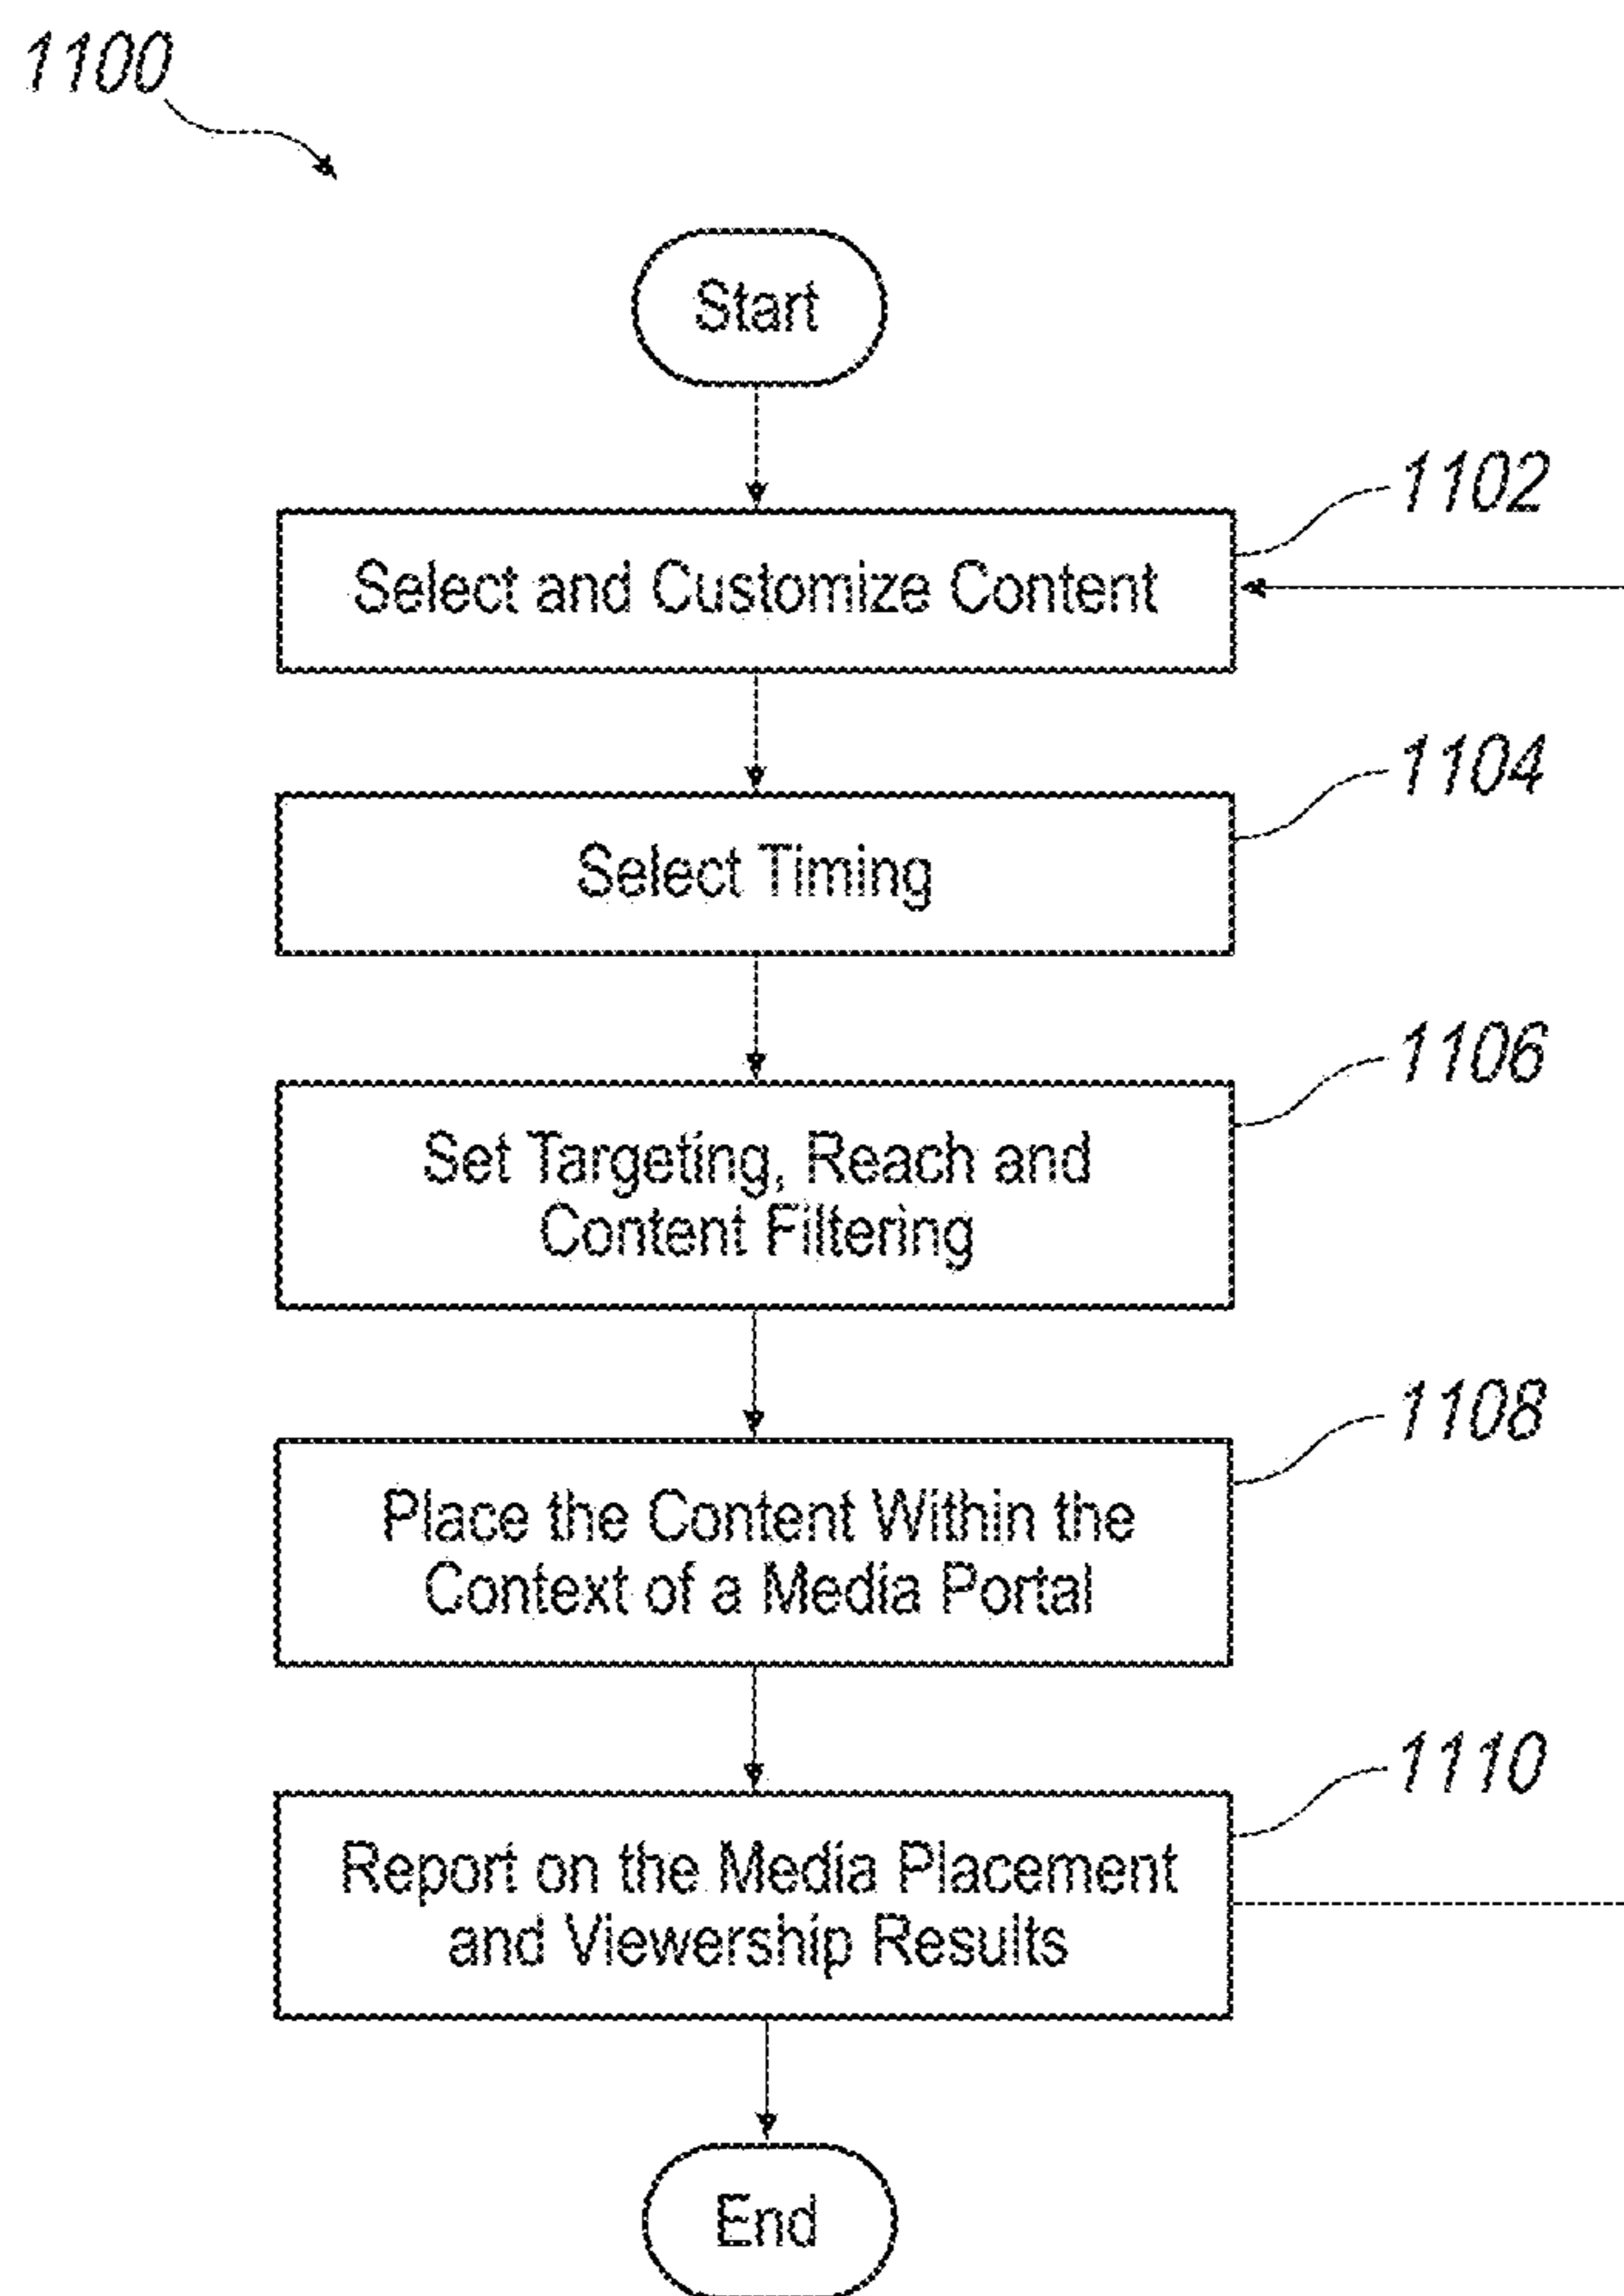 1100
Start
1102
Select and Customize Content
1104
Select Timing
1106
Set Targeting, Reach and
Content Filtering
1108
Place the Content Within the
Context of a Media Portal
1110
Report on the Media Placement
and Viewership Results
End